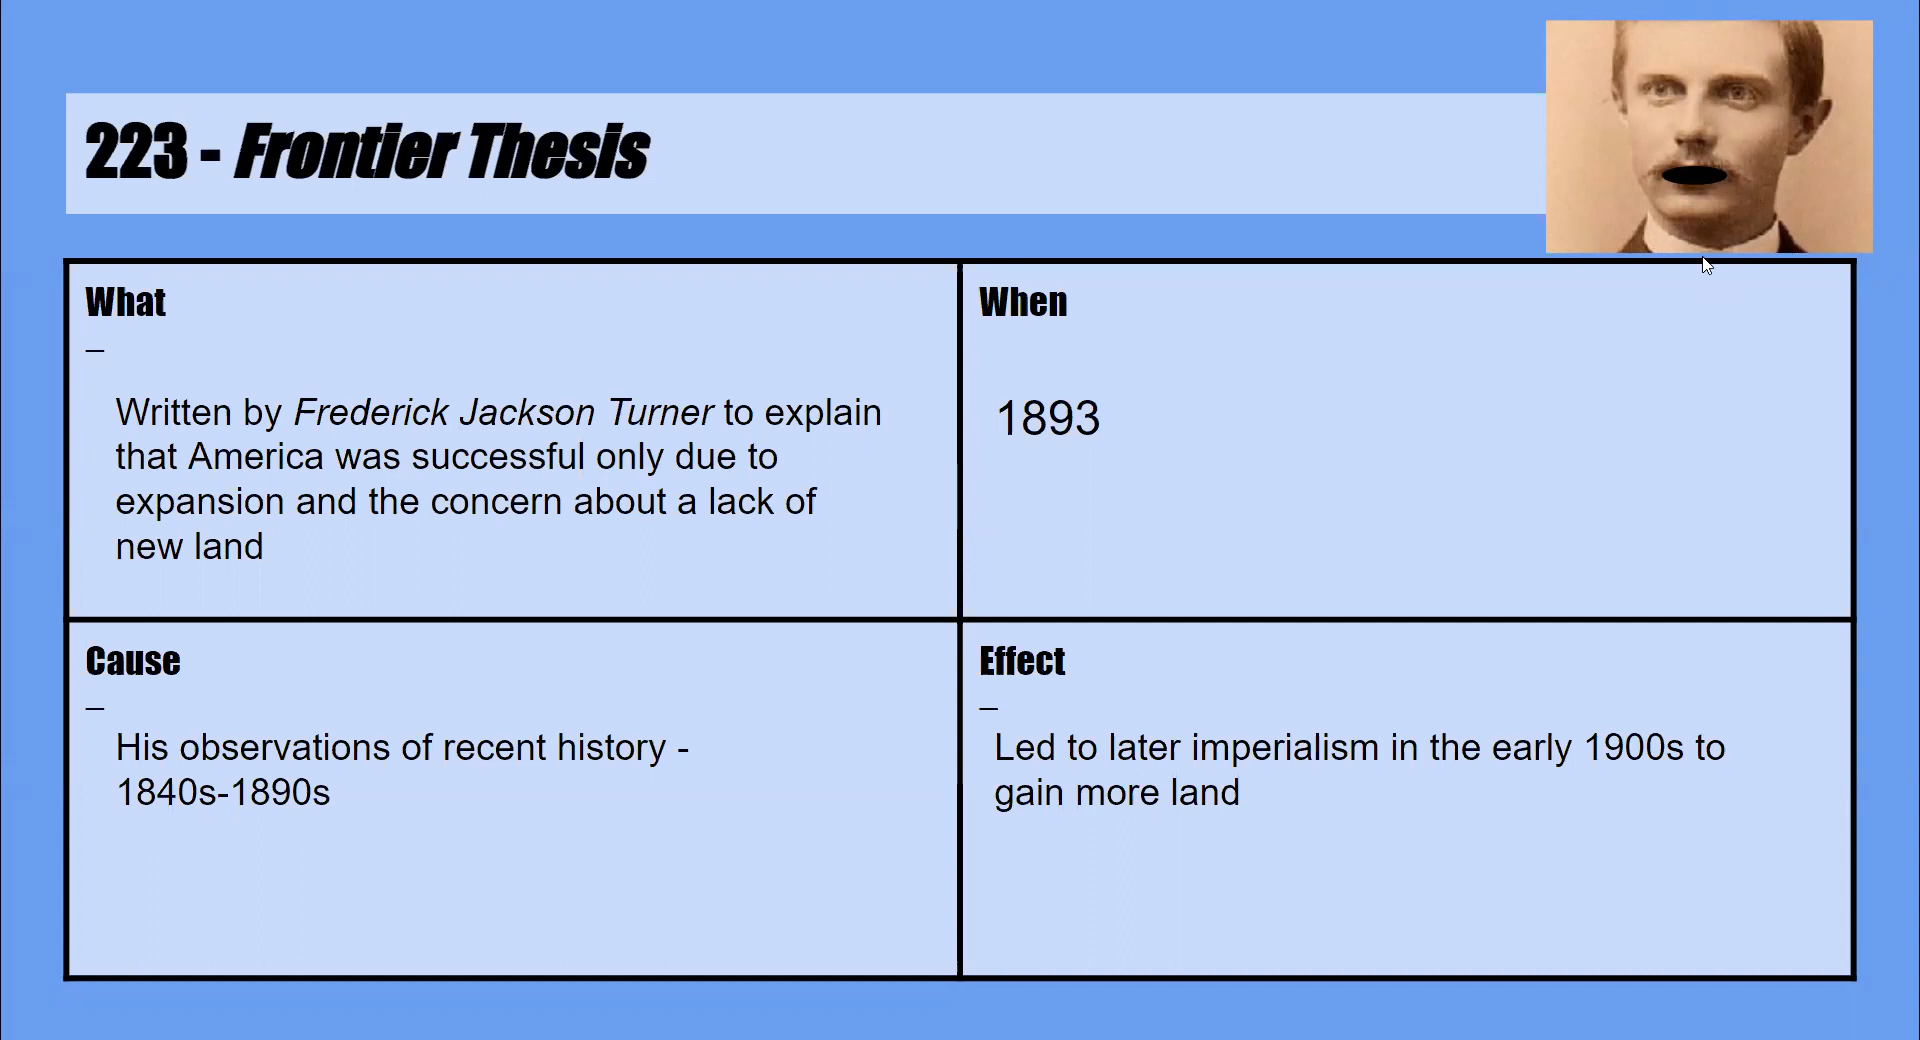 223 - Frontier Thesis
What
–
Written by Frederick Jackson Turner to explain
that America was successful only due to
expansion and the concern about a lack of
new land
When
1893
Cause
–
His observations of recent history -
1840s-1890s
Effect
–
Led to later imperialism in the early 1900s to
gain more land